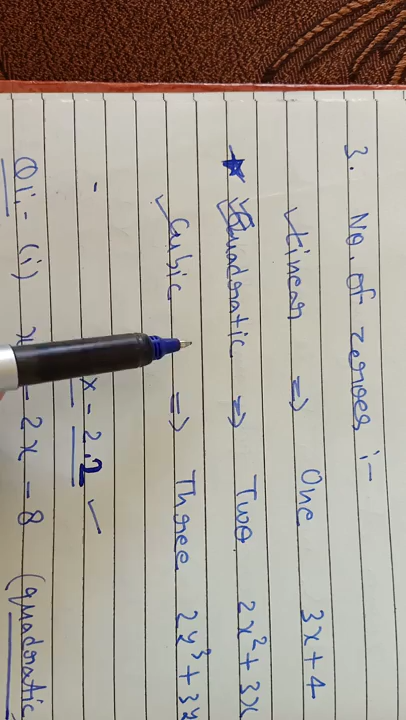 3. No. of zeroes :-
Linear ⇒ One 3x+4
★ Quadratic ⇒ Two 2x²+3x
Cubic ⇒ Three 2y³+3y
x-2.2 ✓
Q1:- (i) x - 2x - 8 (quadratic